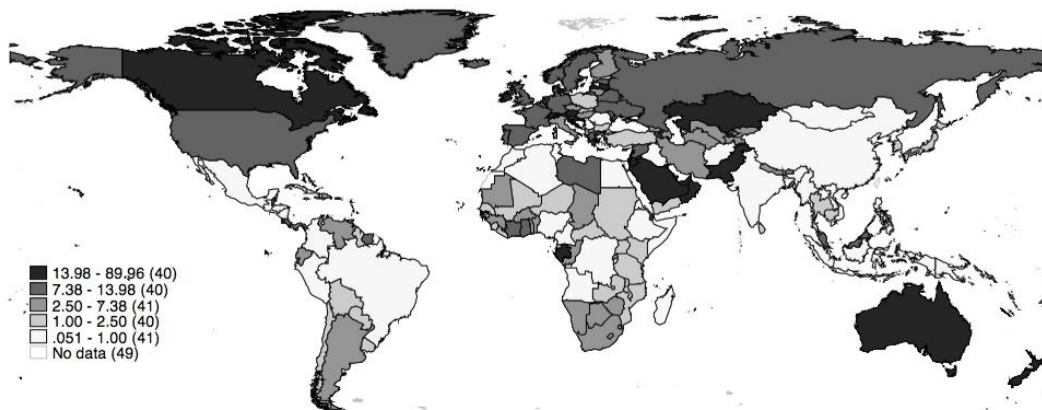 13.98 - 89.96 (40)
7.38 - 13.98 (40)
2.50 - 7.38 (41)
1.00 - 2.50 (40)
.051 - 1.00 (41)
No data (49)